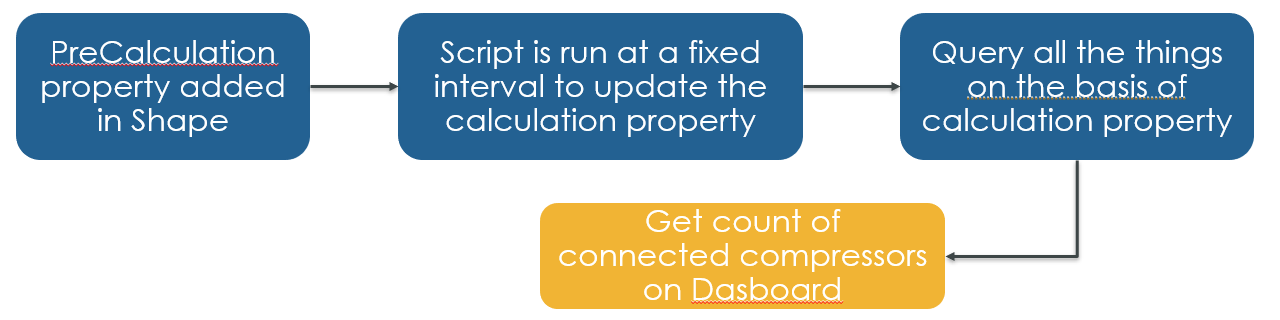 PreCalculation
property added
in Shape
Script is run at a fixed
interval to update the
calculation property
Query all the things
on the basis of
calculation property
Get count of
connected compressors
on Dasboard